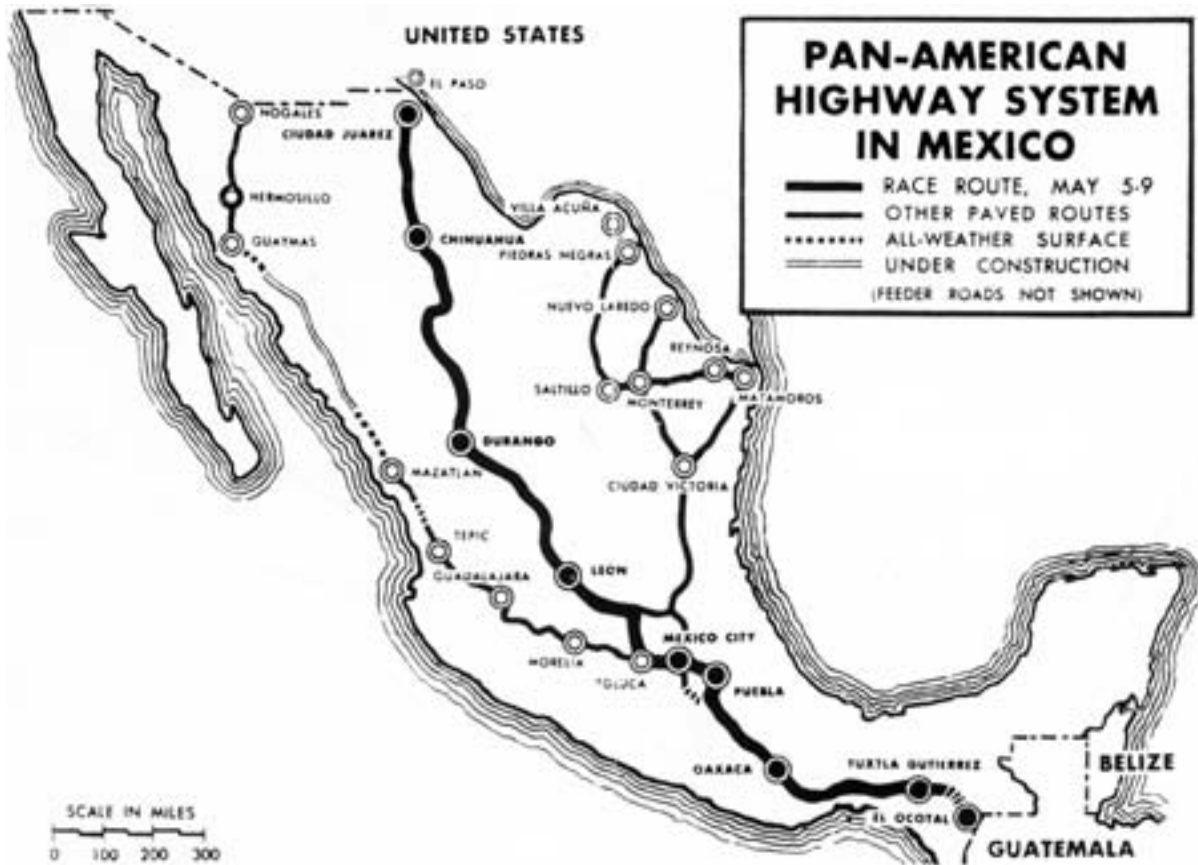 UNITED STATES
PAN-AMERICAN
HIGHWAY SYSTEM
IN MEXICO
RACE ROUTE, MAY 5-9
OTHER PAVED ROUTES
ALL-WEATHER SURFACE
UNDER CONSTRUCTION
(FEEDER ROADS NOT SHOWN)
EL PASO
NOGALES
CIUDAD JUAREZ
HERMOSILLO
VILLA ACUÑA
GUAYMAS
CHIHUAHUA
PIEDRAS NEGRAS
NUEVO LAREDO
REYNOSA
SALTILLO
MONTERREY
MATAMOROS
DURANGO
MAZATLAN
CIUDAD VICTORIA
TEPIC
GUADALAJARA
LEON
MEXICO CITY
MORELIA
TOLUCA
PUEBLA
OAXACA
TUXTLA GUTIERREZ
BELIZE
EL OCOTAL
GUATEMALA
SCALE IN MILES
0 100 200 300